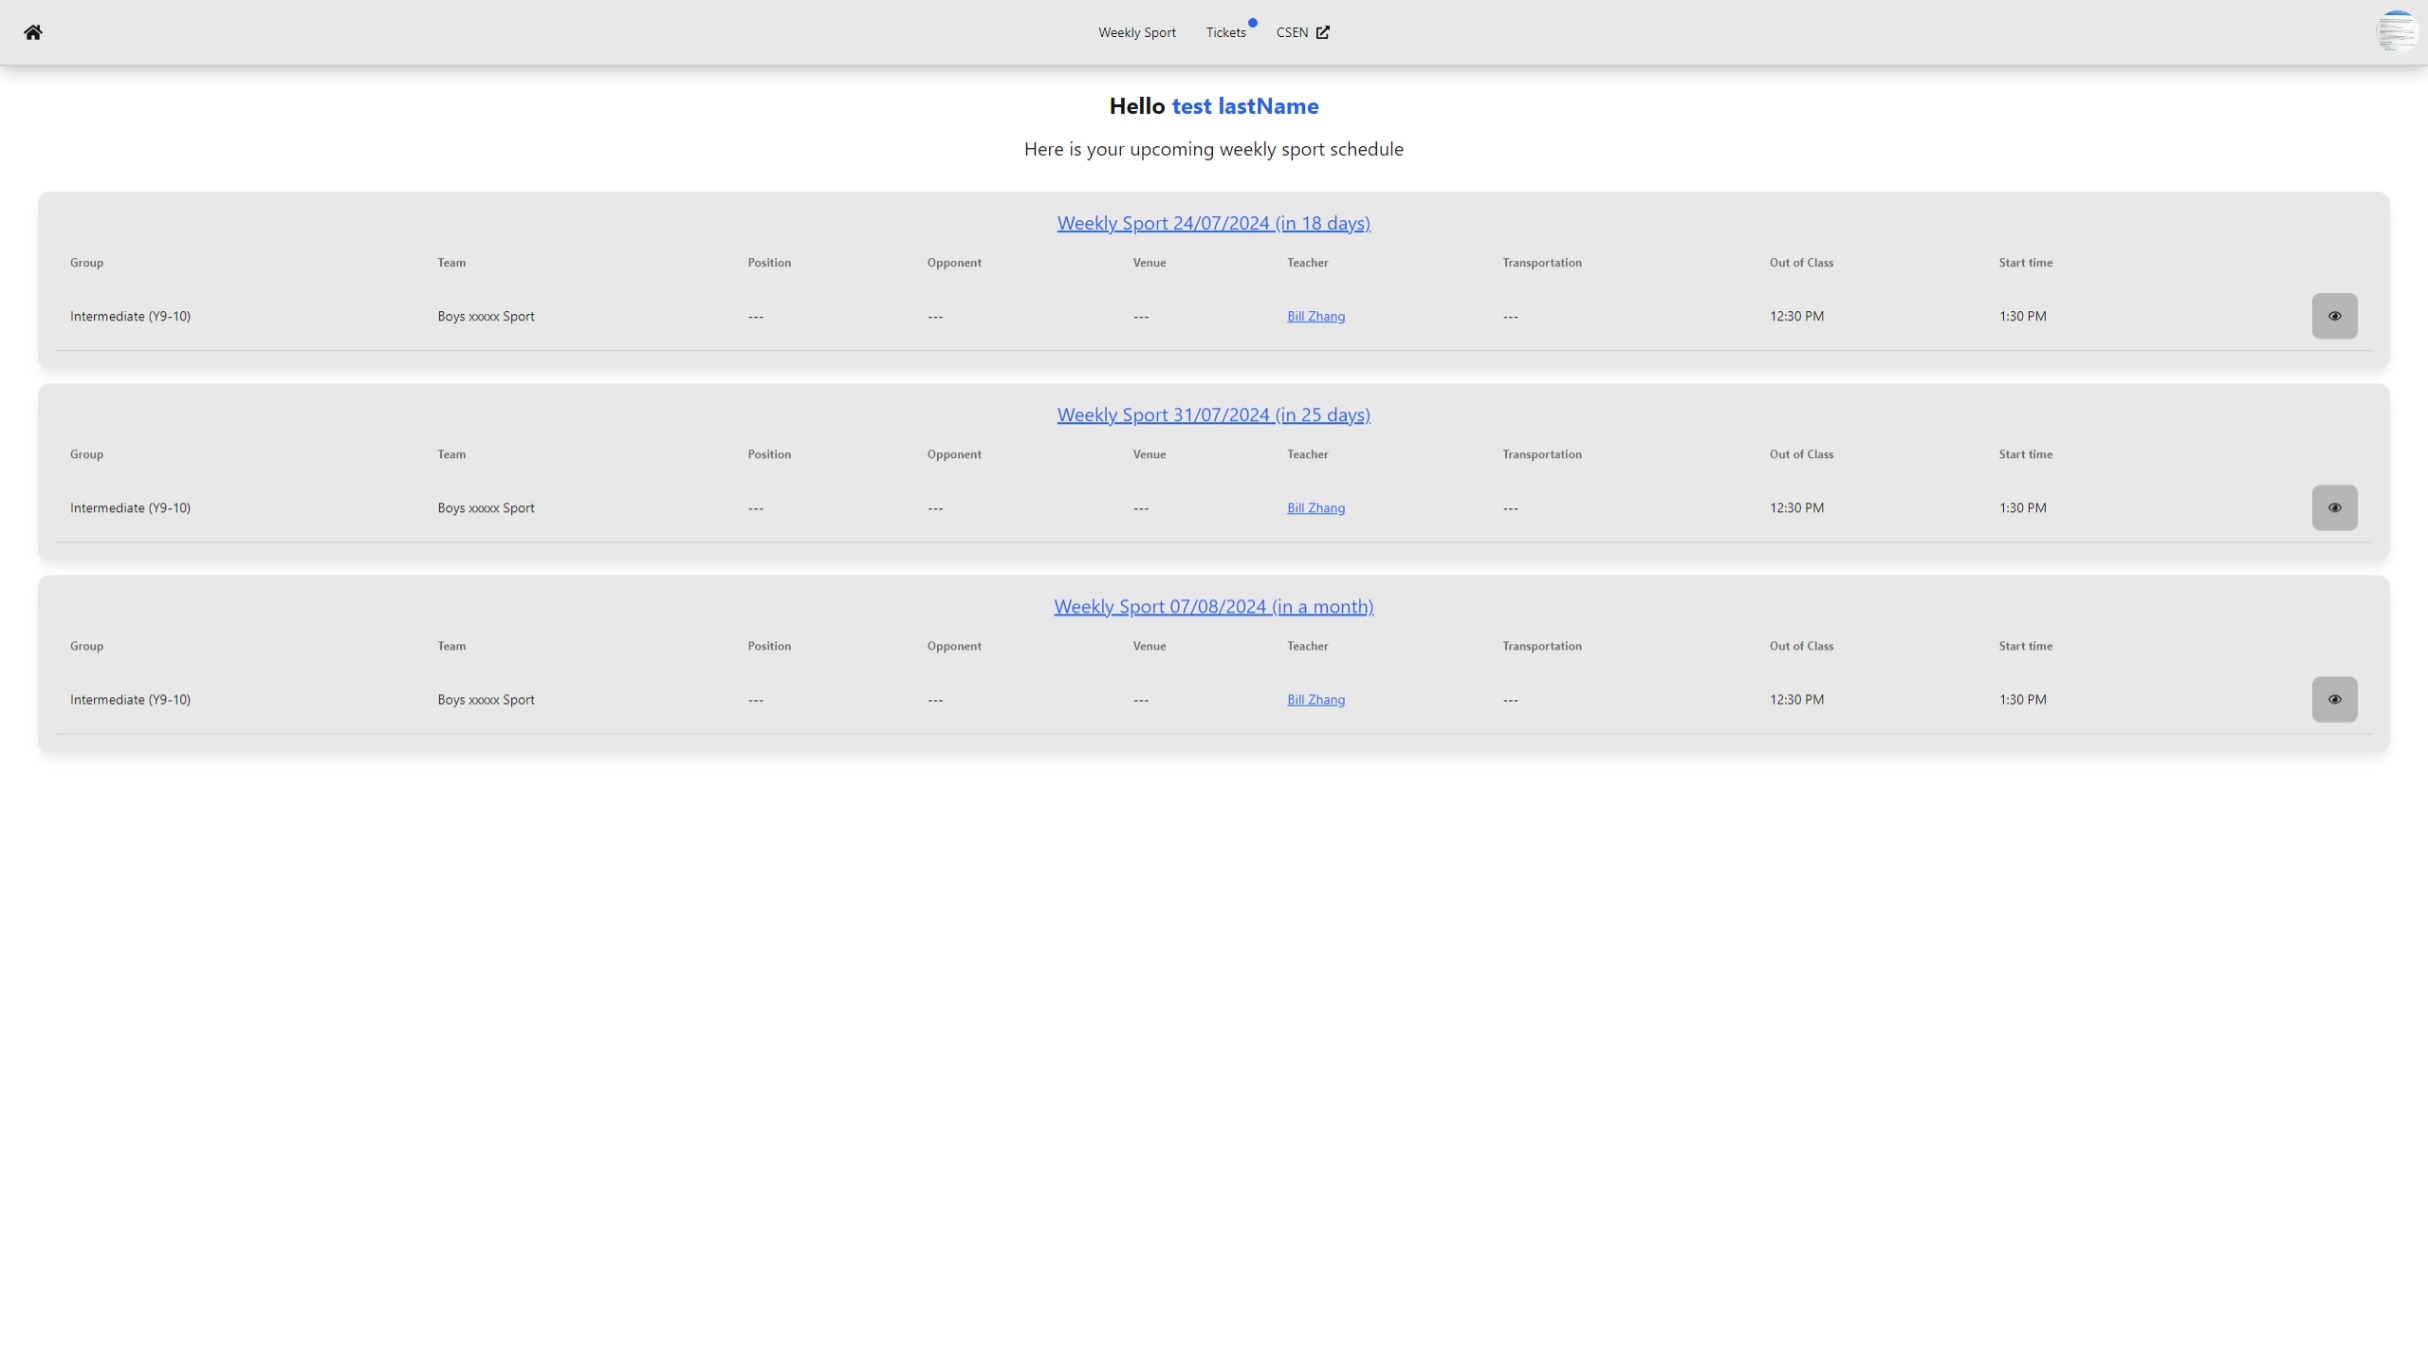 Weekly Sport Tickets CSEN
Hello test lastName
Here is your upcoming weekly sport schedule
Weekly Sport 24/07/2024 (in 18 days)
Group Team Position Opponent Venue Teacher Transportation Out of Class Start time
Intermediate (Y9-10) Boys xxxxx Sport --- --- --- Bill Zhang --- 12:30 PM 1:30 PM
Weekly Sport 31/07/2024 (in 25 days)
Group Team Position Opponent Venue Teacher Transportation Out of Class Start time
Intermediate (Y9-10) Boys xxxxx Sport --- --- --- Bill Zhang --- 12:30 PM 1:30 PM
Weekly Sport 07/08/2024 (in a month)
Group Team Position Opponent Venue Teacher Transportation Out of Class Start time
Intermediate (Y9-10) Boys xxxxx Sport --- --- --- Bill Zhang --- 12:30 PM 1:30 PM